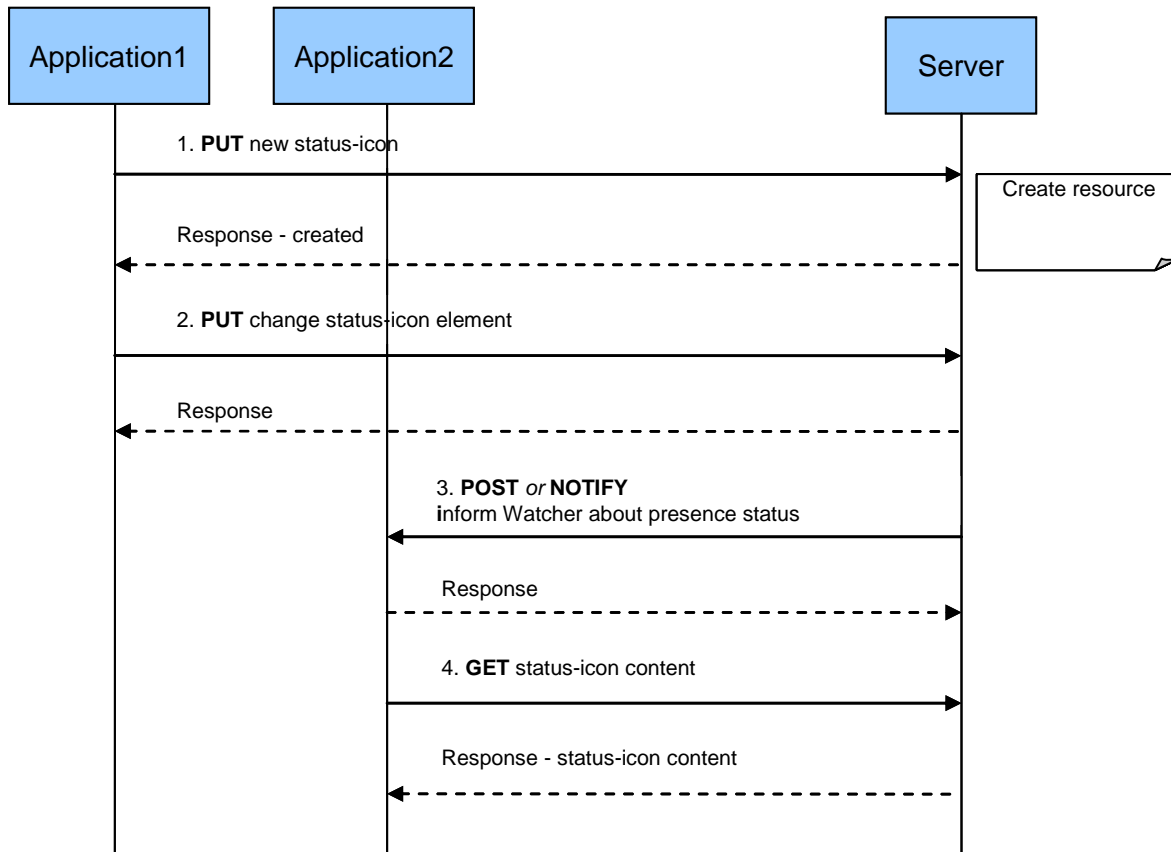 Application1
Application2
Server
1. PUT new status-icon
Create resource
Response - created
2. PUT change status-icon element
Response
3. POST or NOTIFY
inform Watcher about presence status
Response
4. GET status-icon content
Response - status-icon content